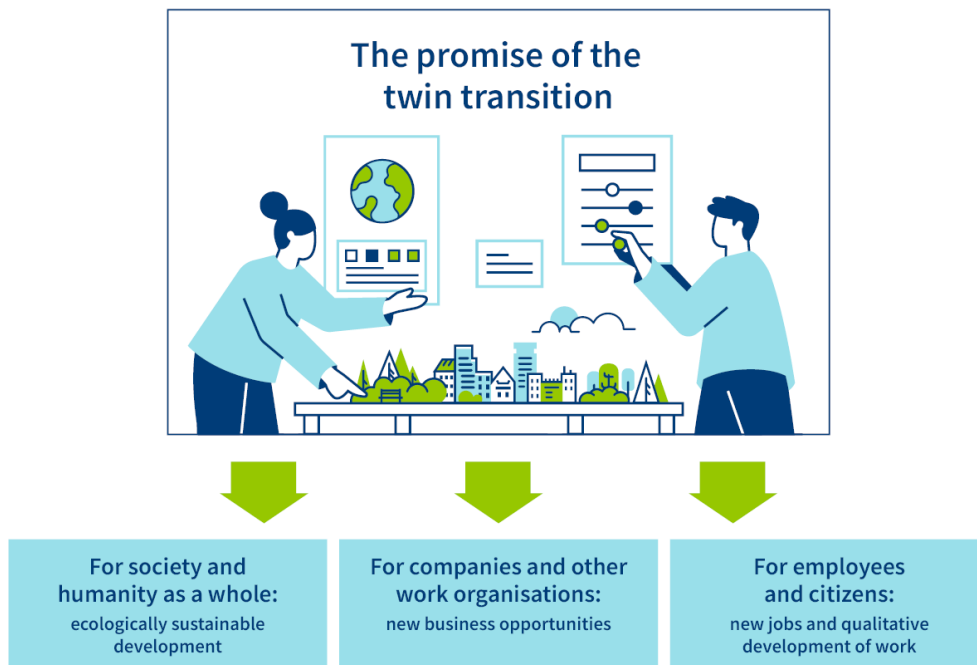 The promise of the
twin transition
For society and
humanity as a whole:
ecologically sustainable
development
For companies and other
work organisations:
new business opportunities
For employees
and citizens:
new jobs and qualitative
development of work